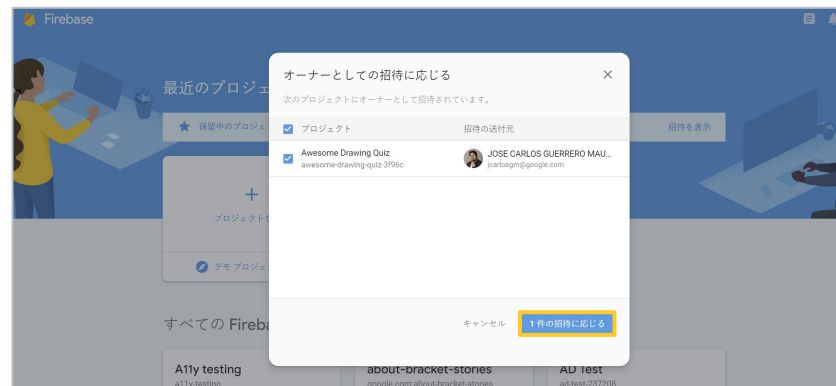 Firebase
最近のプロジェ
オーナーとしての招待に応じる
次のプロジェクトにオーナーとして招待されています。
保留中のプロジェ
プロジェクト 招待の送付元
招待を表示
Awesome Drawing Quiz JOSE CARLOS GUERRERO MAU...
awesome-drawing-quiz-3f96c jcarlosgm@google.com
プロジェクトを
デモ プロジェ
すべての Fireba
キャンセル 1 件の招待に応じる
A11y testing about-bracket-stories AD Test
a11y-testing google.com:about-bracket-stories ad-test-237208